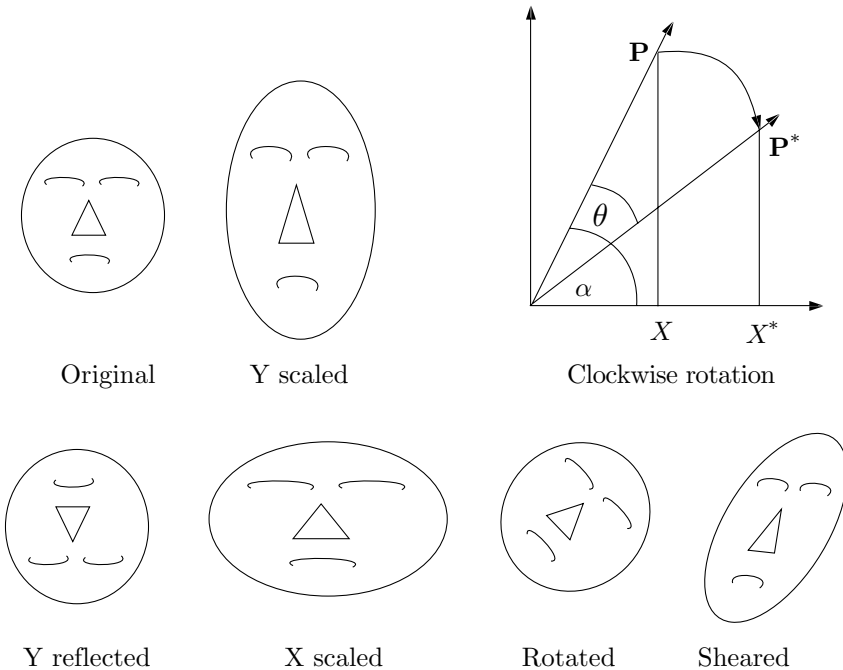 P
P*
θ
α
X X*
Original Y scaled Clockwise rotation
Y reflected X scaled Rotated Sheared